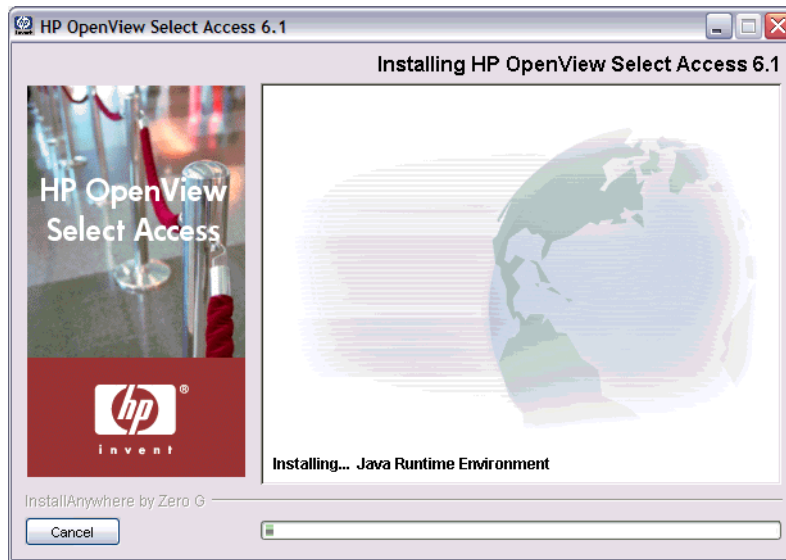 HP OpenView Select Access 6.1
Installing HP OpenView Select Access 6.1
HP OpenView
Select Access
hp
®
invent
Installing... Java Runtime Environment
InstallAnywhere by Zero G
Cancel